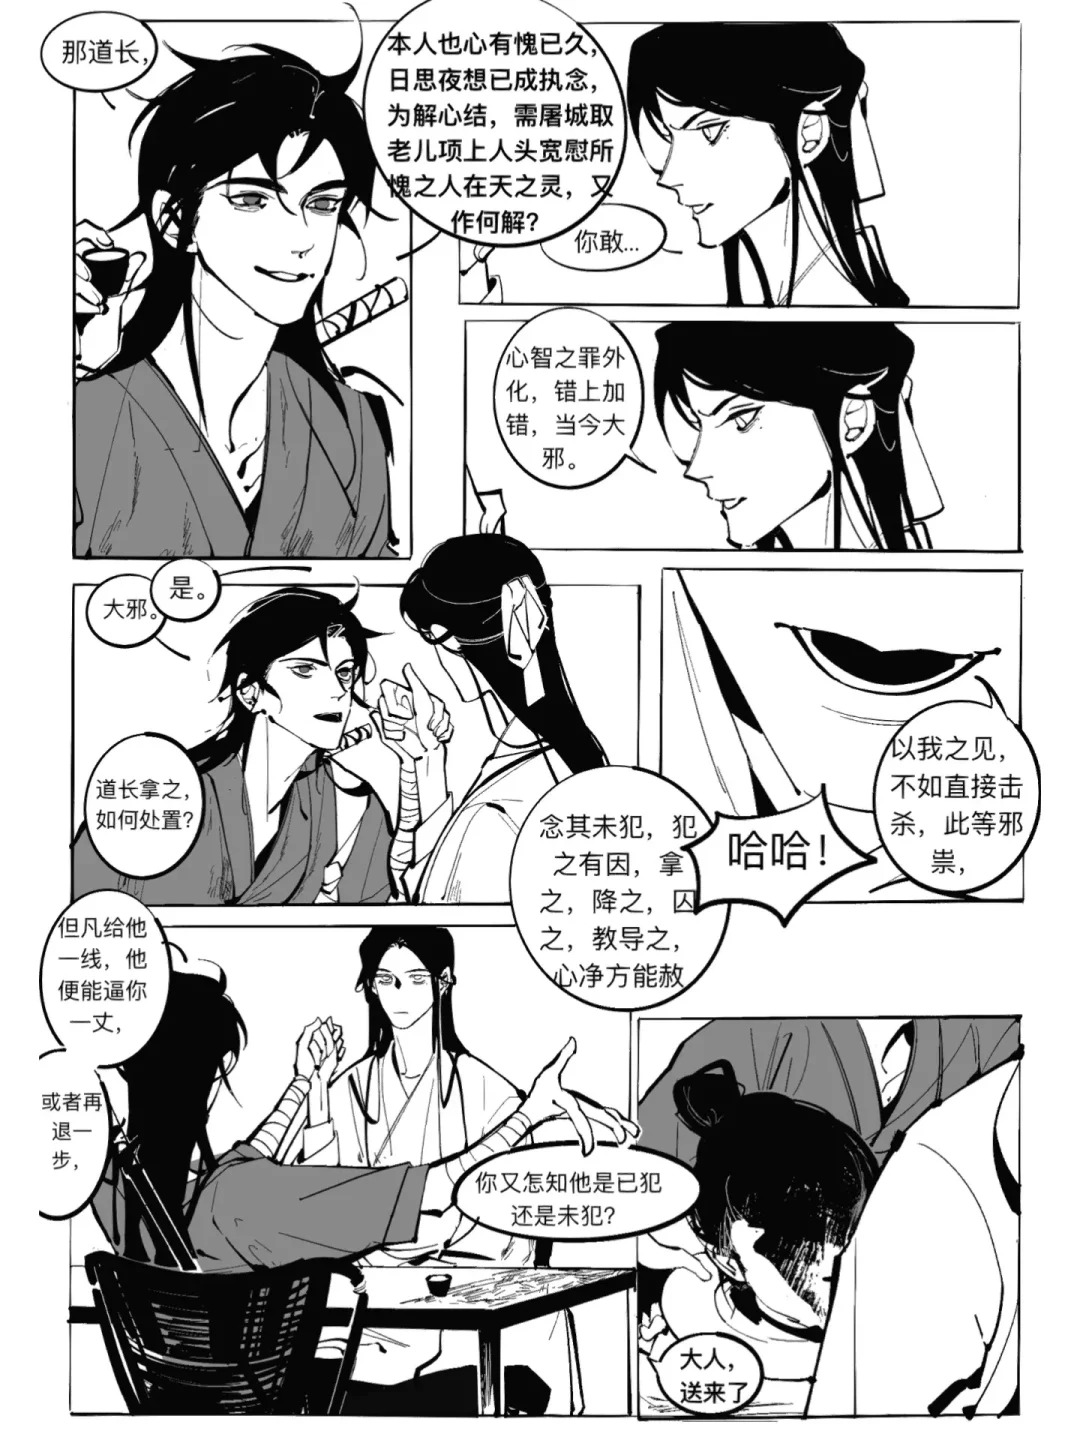 那道长，
本人也心有愧已久，
日思夜想已成执念，
为解心结，需屠城取
老儿项上人头宽慰所
愧之人在天之灵，又
作何解？
你敢...
心智之罪外
化，错上加
错，当今大
邪。
是。
大邪。
道长拿之，
如何处置？
念其未犯，犯
之有因，拿
之，降之，囚
之，教导之，
心净方能赦
哈哈！
以我之见，
不如直接击
杀，此等邪
祟，
但凡给他
一线，他
便能逼你
一丈，
或者再
退一
步，
你又怎知他是已犯
还是未犯？
大人，
送来了